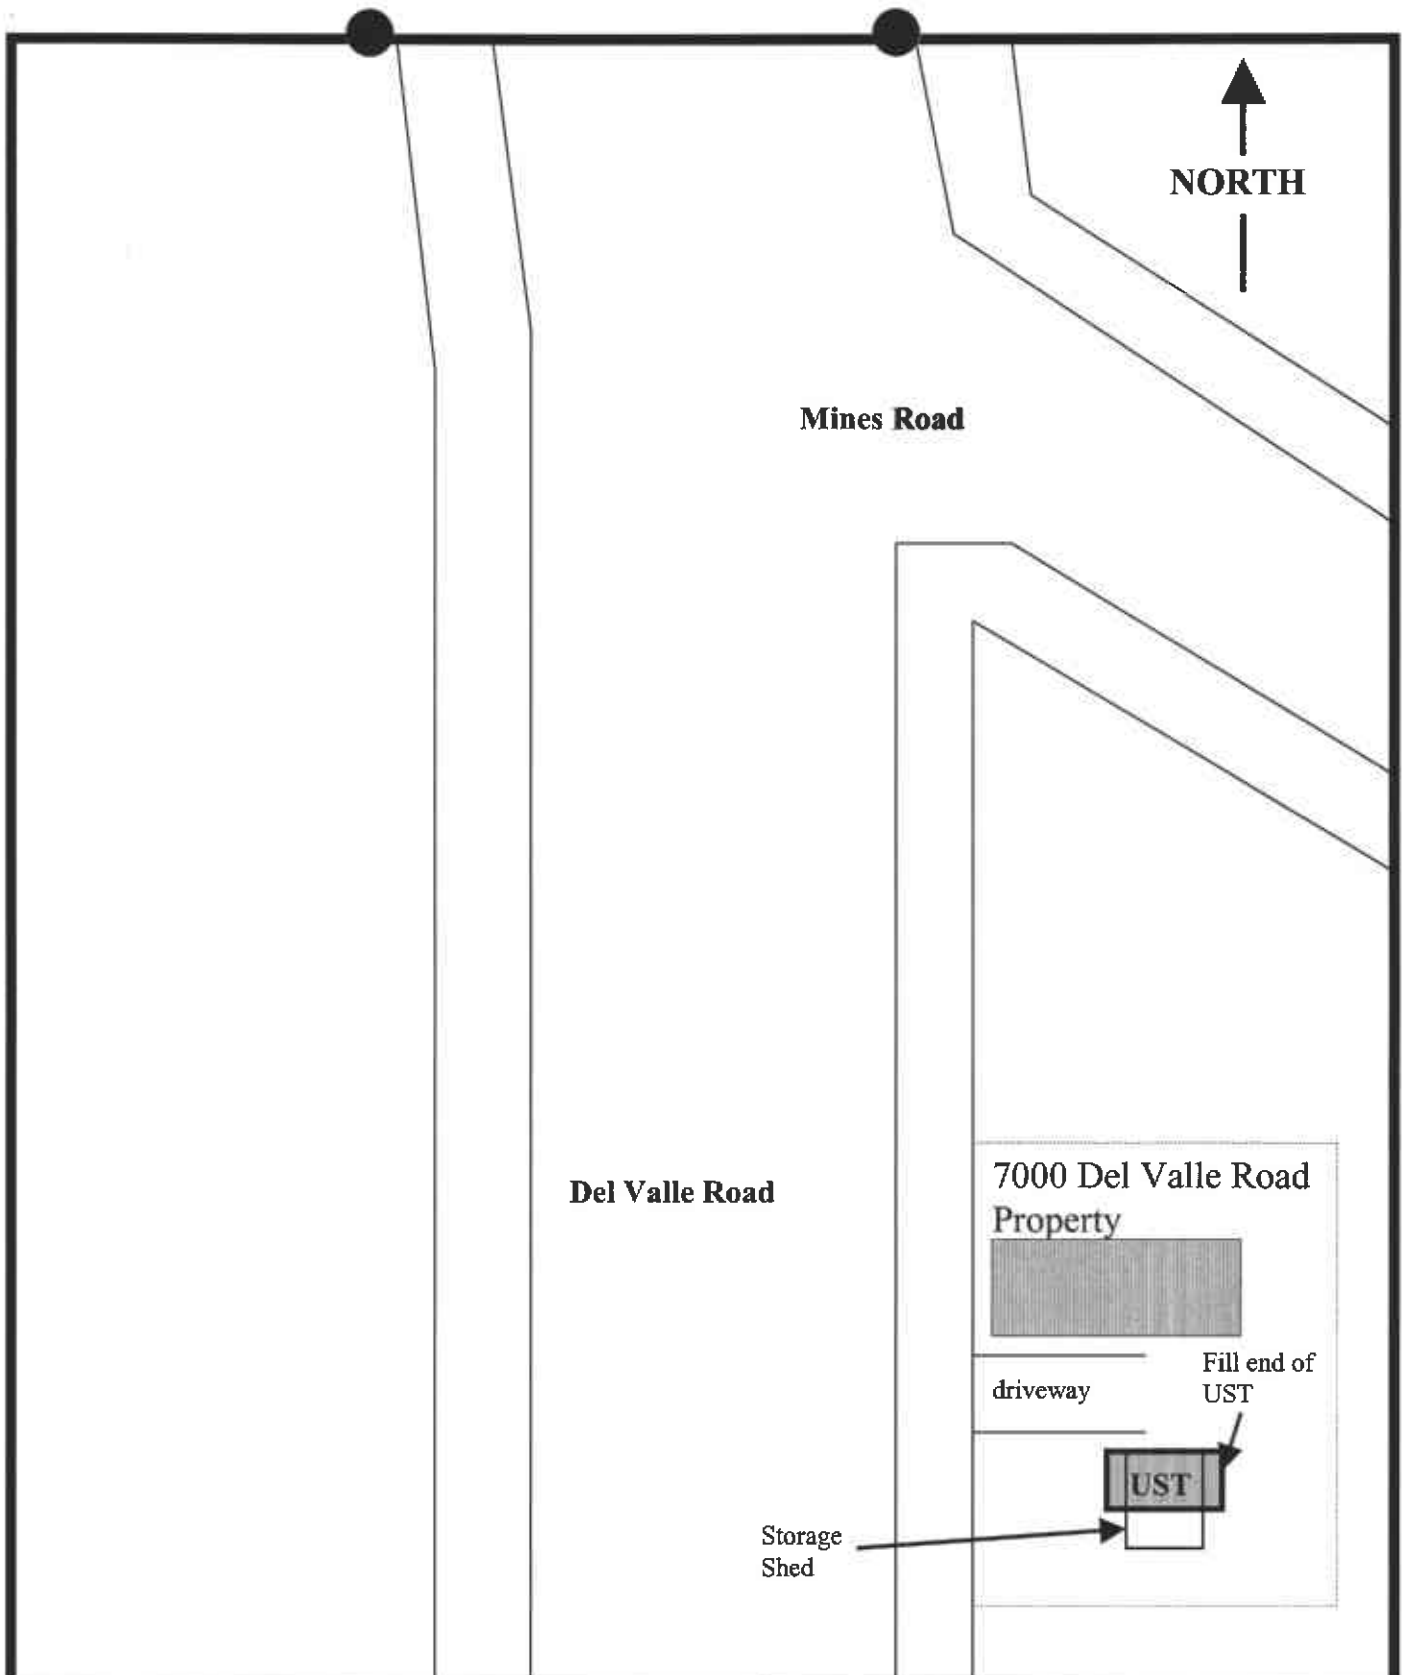 NORTH
Mines Road
Del Valle Road
7000 Del Valle Road
Property
Fill end of
UST
driveway
UST
Storage
Shed